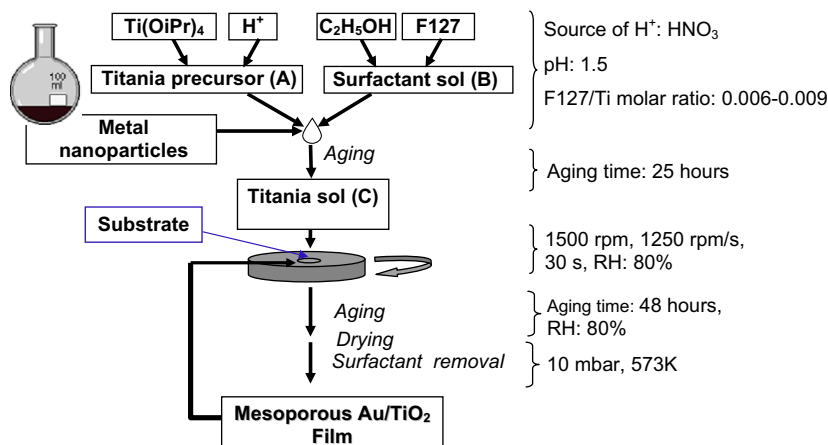 Ti(OiPr)₄ H⁺ C₂H₅OH F127
Source of H⁺: HNO₃
Titania precursor (A) Surfactant sol (B)
pH: 1.5
F127/Ti molar ratio: 0.006-0.009
100
ml
Metal
nanoparticles
Aging
Aging time: 25 hours
Titania sol (C)
Substrate
1500 rpm, 1250 rpm/s,
30 s, RH: 80%
Aging
Aging time: 48 hours,
RH: 80%
Drying
Surfactant removal
10 mbar, 573K
Mesoporous Au/TiO₂
Film